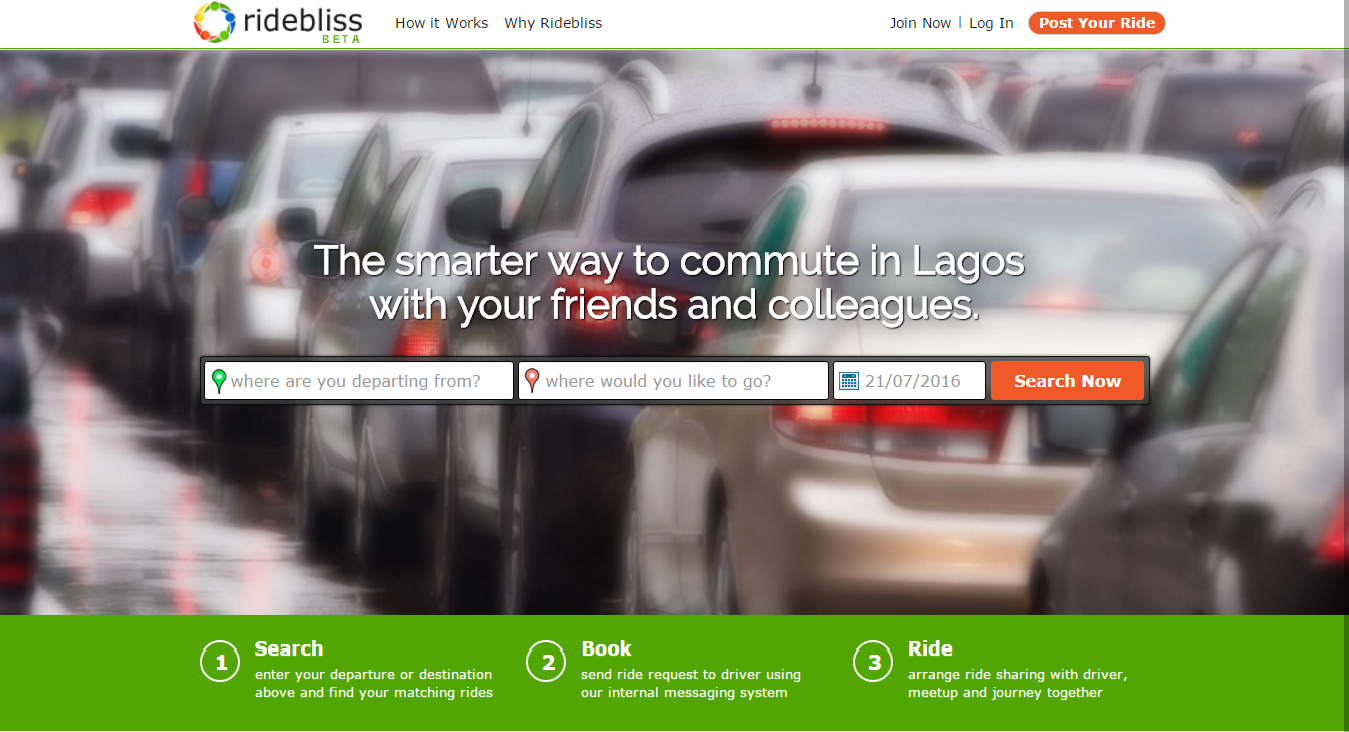 ridebliss
BETA
How it Works
Why Ridebliss
Join Now | Log In
Post Your Ride
The smarter way to commute in Lagos
with your friends and colleagues.
where are you departing from?
where would you like to go?
21/07/2016
Search Now
1
Search
enter your departure or destination
above and find your matching rides
2
Book
send ride request to driver using
our internal messaging system
3
Ride
arrange ride sharing with driver,
meetup and journey together